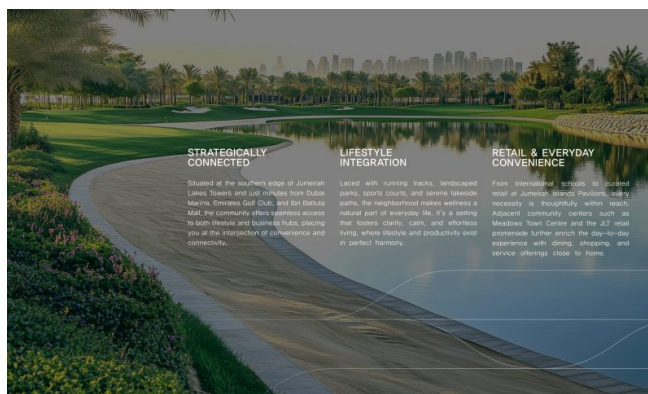 STRATEGICALLY
CONNECTED
Situated at the southern edge of Jumeirah
Lakes Towers and just minutes from Dubai
Marina, Emirates Golf Club, and Ibn Battuta
Mall, the community offers seamless access
to both lifestyle and business hubs, placing
you at the intersection of convenience and
connectivity.
LIFESTYLE
INTEGRATION
Laced with running tracks, landscaped
parks, sports courts, and serene lakeside
paths, the neighborhood makes wellness a
natural part of everyday life. It's a setting
that fosters clarity, calm, and effortless
living, where lifestyle and productivity exist
in perfect harmony.
RETAIL & EVERYDAY
CONVENIENCE
From international schools to curated
retail at Jumeirah Islands Pavilions, every
necessity is thoughtfully within reach.
Adjacent community centers such as
Meadows Town Centre and the JLT retail
promenade further enrich the day-to-day
experience with dining, shopping, and
service offerings close to home.